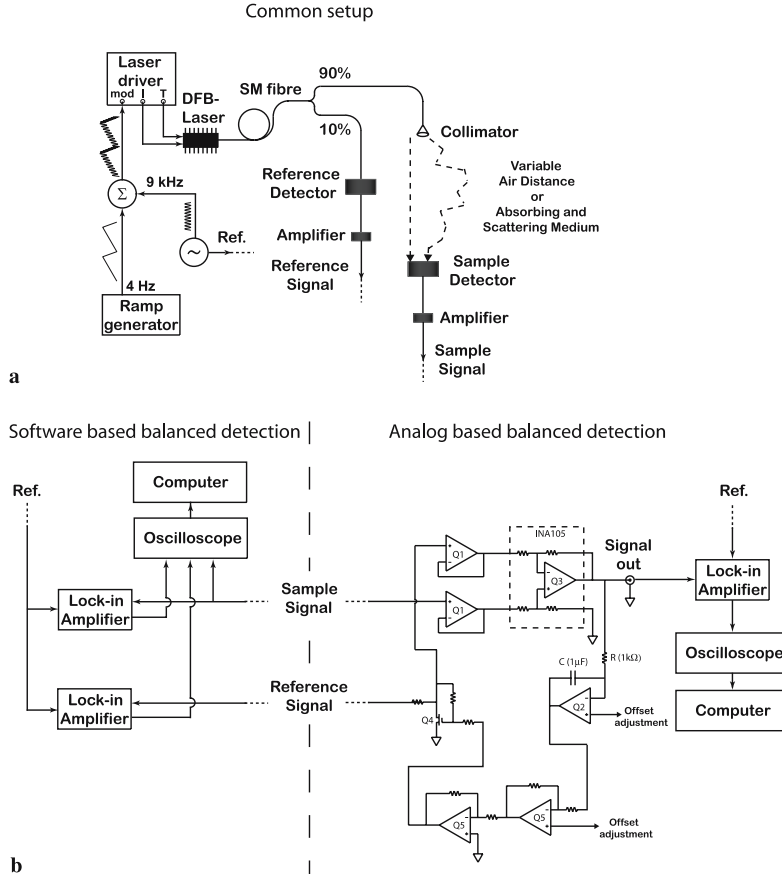 Common setup
Laser
driver
mod I T
DFB-
Laser
SM fibre
90%
10%
Collimator
Reference
Detector
Variable
Air Distance
or
Absorbing and
Scattering Medium
9 kHz
Σ
~
Ref.
Amplifier
Reference
Signal
Sample
Detector
4 Hz
Ramp
generator
Amplifier
Sample
Signal
a
Software based balanced detection
Analog based balanced detection
Ref.
Computer
Oscilloscope
Lock-in
Amplifier
Sample
Signal
Lock-in
Amplifier
Reference
Signal
INA105
Q1
Q1
Q3
Signal
out
Ref.
Lock-in
Amplifier
Oscilloscope
Computer
C (1μF)
R (1kΩ)
Q2
Offset
adjustment
Q4
Q5
Q5
Offset
adjustment
b